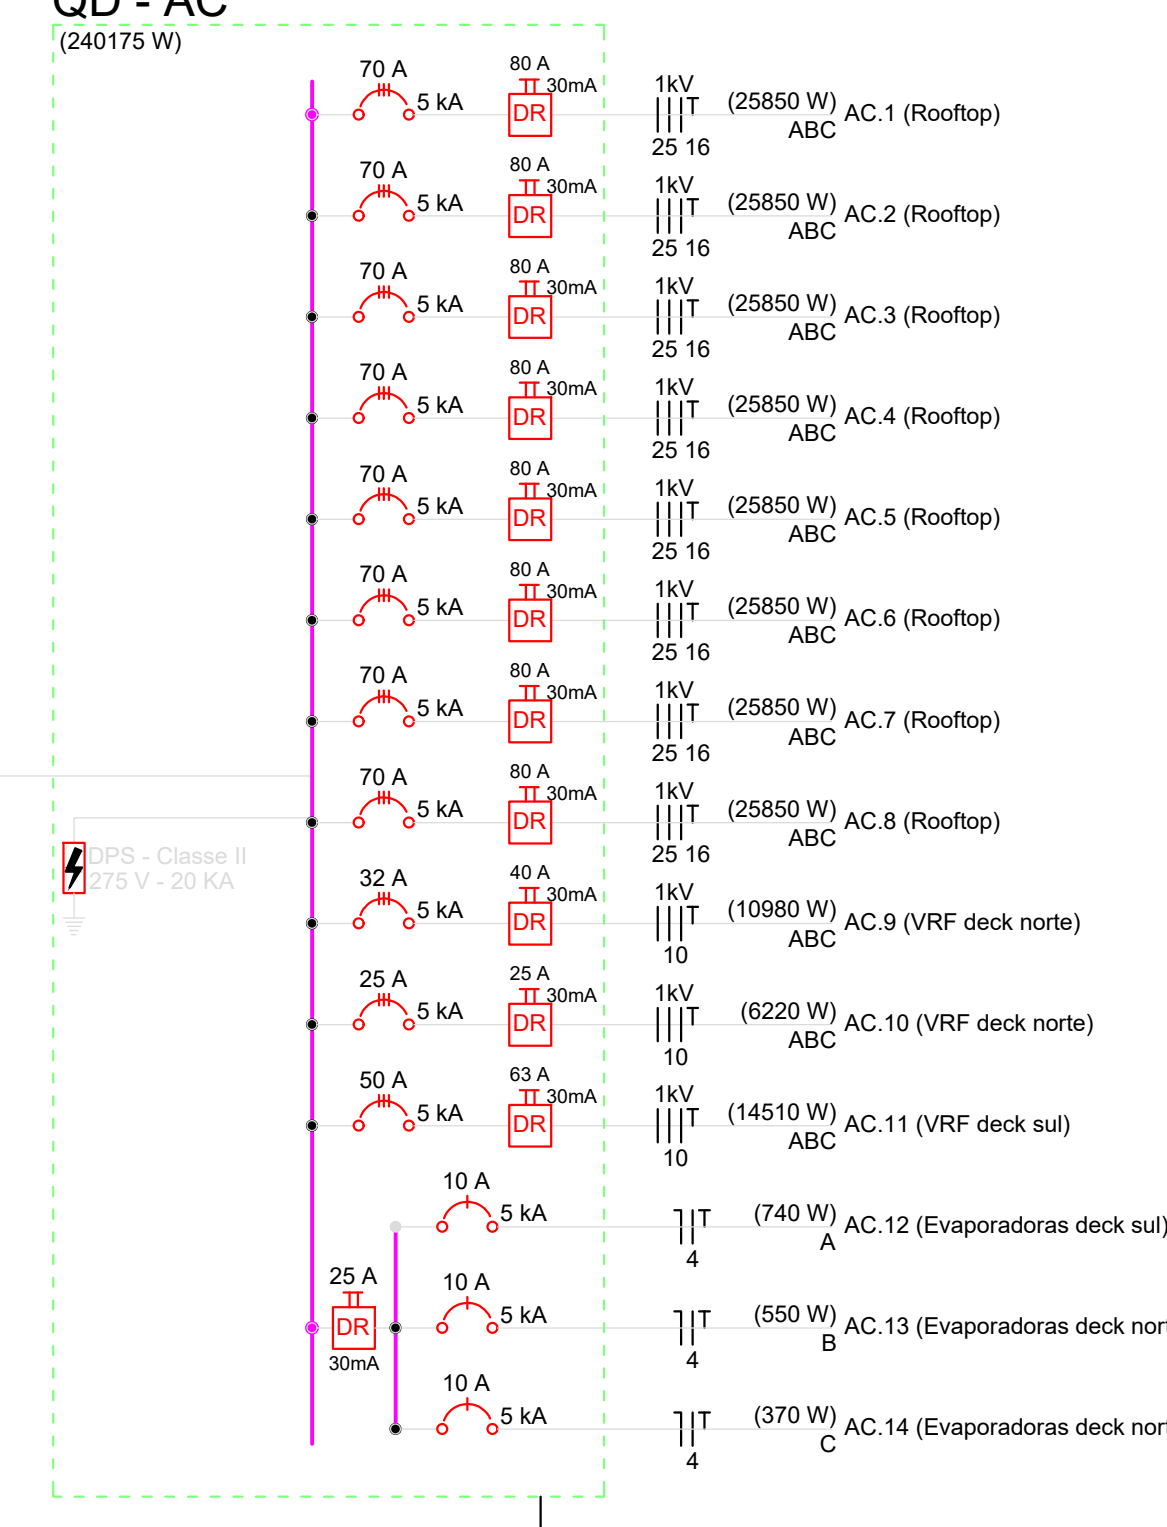 QD - AC
(240175 W)
70 A
5 kA
80 A
30mA
DR
1kV
T
25 16
(25850 W)
ABC
AC.1 (Rooftop)
70 A
5 kA
80 A
30mA
DR
1kV
T
25 16
(25850 W)
ABC
AC.2 (Rooftop)
70 A
5 kA
80 A
30mA
DR
1kV
T
25 16
(25850 W)
ABC
AC.3 (Rooftop)
70 A
5 kA
80 A
30mA
DR
1kV
T
25 16
(25850 W)
ABC
AC.4 (Rooftop)
70 A
5 kA
80 A
30mA
DR
1kV
T
25 16
(25850 W)
ABC
AC.5 (Rooftop)
70 A
5 kA
80 A
30mA
DR
1kV
T
25 16
(25850 W)
ABC
AC.6 (Rooftop)
70 A
5 kA
80 A
30mA
DR
1kV
T
25 16
(25850 W)
ABC
AC.7 (Rooftop)
70 A
5 kA
80 A
30mA
DR
1kV
T
25 16
(25850 W)
ABC
AC.8 (Rooftop)
DPS - Classe II
275 V - 20 KA
32 A
5 kA
40 A
30mA
DR
1kV
T
10
(10980 W)
ABC
AC.9 (VRF deck norte)
25 A
5 kA
25 A
30mA
DR
1kV
T
10
(6220 W)
ABC
AC.10 (VRF deck norte)
50 A
5 kA
63 A
30mA
DR
1kV
T
10
(14510 W)
ABC
AC.11 (VRF deck sul)
10 A
5 kA
T
4
(740 W)
A
AC.12 (Evaporadoras deck sul)
25 A
DR
30mA
10 A
5 kA
T
4
(550 W)
B
AC.13 (Evaporadoras deck nort
10 A
5 kA
T
4
(370 W)
C
AC.14 (Evaporadoras deck nort